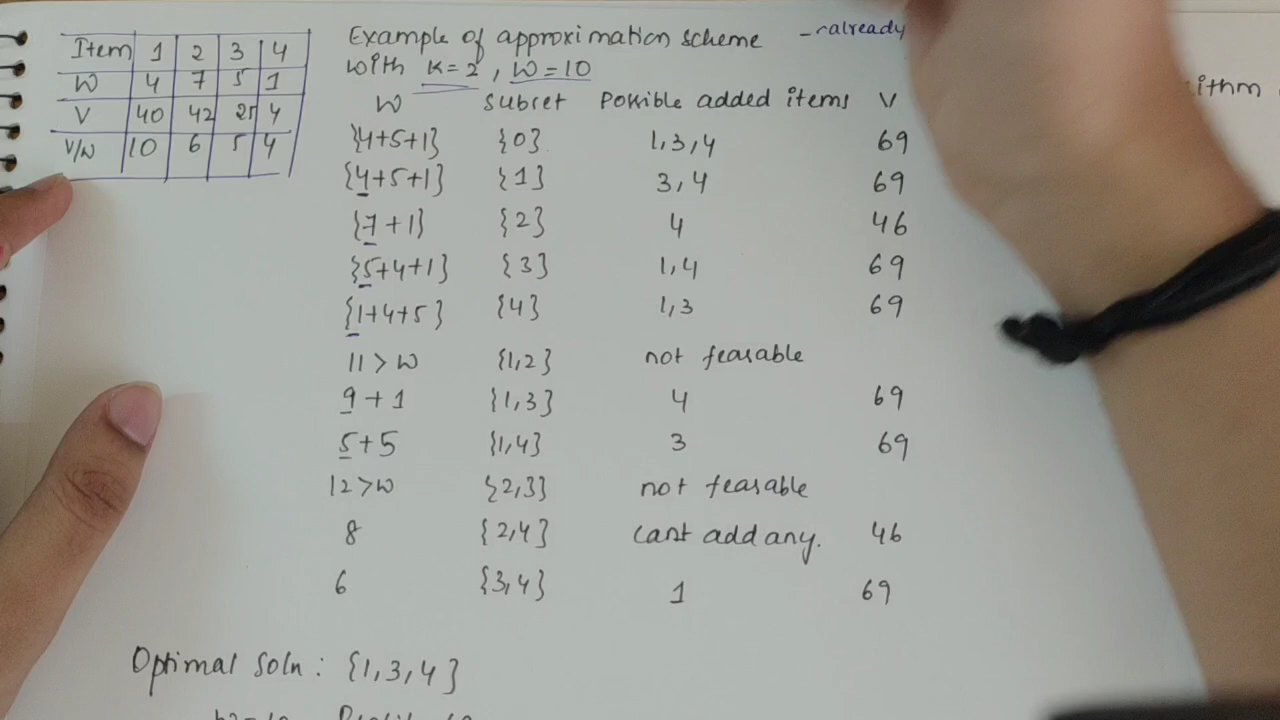 Item 1 2 3 4
W 4 7 5 1
V 40 42 25 4
V/W 10 6 5 4
Example of approximation scheme - already
with K=2, W=10
W subset possible added items V
{4+5+1} {0} 1,3,4 69
{4+5+1} {1} 3,4 69
{7+1} {2} 4 46
{5+4+1} {3} 1,4 69
{1+4+5} {4} 1,3 69
11>W {1,2} not feasable
9+1 {1,3} 4 69
5+5 {1,4} 3 69
12>W {2,3} not feasable
8 {2,4} cant add any. 46
6 {3,4} 1 69
Optimal Soln: {1,3,4}